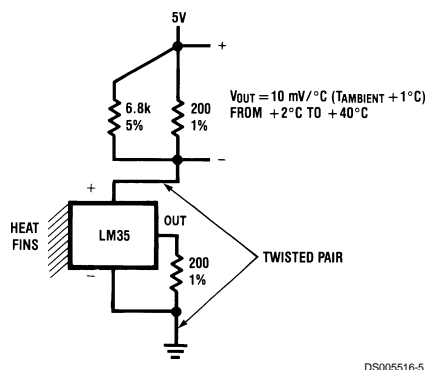 5V
+
6.8k
5%
200
1%
VOUT = 10 mV/°C (TAMBIENT + 1°C)
FROM +2°C TO +40°C
−
+
HEAT
FINS
LM35
OUT
−
200
1%
TWISTED PAIR
DS005516-5